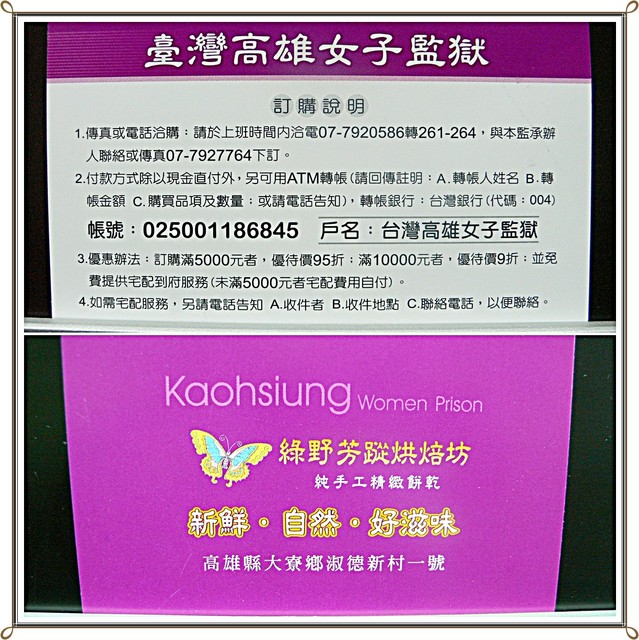 臺灣高雄女子監獄
訂購說明
1.傳真或電話洽購：請於上班時間內洽電07-7920586轉261-264，與本監承辦
人聯絡或傳真07-7927764下訂。
2.付款方式除以現金直付外，另可用ATM轉帳(請回傳註明：A.轉帳人姓名 B.轉
帳金額 C.購買品項及數量；或請電話告知)，轉帳銀行：台灣銀行(代碼：004)
帳號：025001186845 戶名：台灣高雄女子監獄
3.優惠辦法：訂購滿5000元者，優待價95折；滿10000元者，優待價9折；並免
費提供宅配到府服務(未滿5000元者宅配費用自付)。
4.如需宅配服務，另請電話告知 A.收件者 B.收件地點 C.聯絡電話，以便聯絡。
Kaohsiung Women Prison
綠野芳蹤烘焙坊
純手工精緻餅乾
新鮮・自然・好滋味
高雄縣大寮鄉淑德新村一號